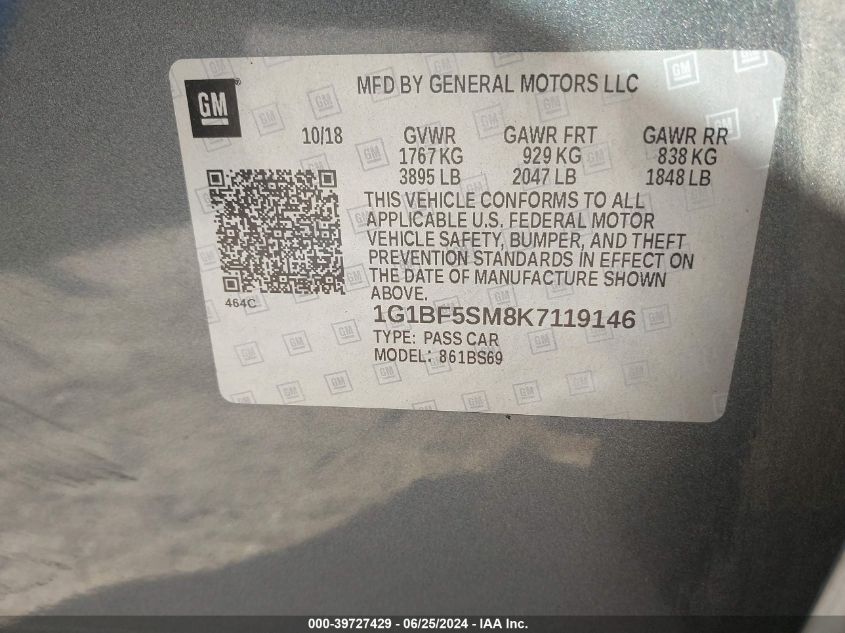 GM
MFD BY GENERAL MOTORS LLC
10/18 GVWR GAWR FRT GAWR RR
1767 KG 929 KG 838 KG
3895 LB 2047 LB 1848 LB
THIS VEHICLE CONFORMS TO ALL
APPLICABLE U.S. FEDERAL MOTOR
VEHICLE SAFETY, BUMPER, AND THEFT
PREVENTION STANDARDS IN EFFECT ON
THE DATE OF MANUFACTURE SHOWN
ABOVE.
464C
1G1BF5SM8K7119146
TYPE: PASS CAR
MODEL: 861BS69
000-39727429 - 06/25/2024 - IAA Inc.